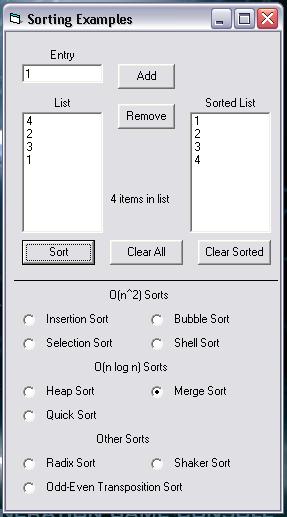 Sorting Examples
Entry
1
Add
List
Remove
Sorted List
4
2
3
1
1
2
3
4
4 items in list
Sort
Clear All
Clear Sorted
O(n^2) Sorts
Insertion Sort
Bubble Sort
Selection Sort
Shell Sort
O(n log n) Sorts
Heap Sort
Merge Sort
Quick Sort
Other Sorts
Radix Sort
Shaker Sort
Odd-Even Transposition Sort